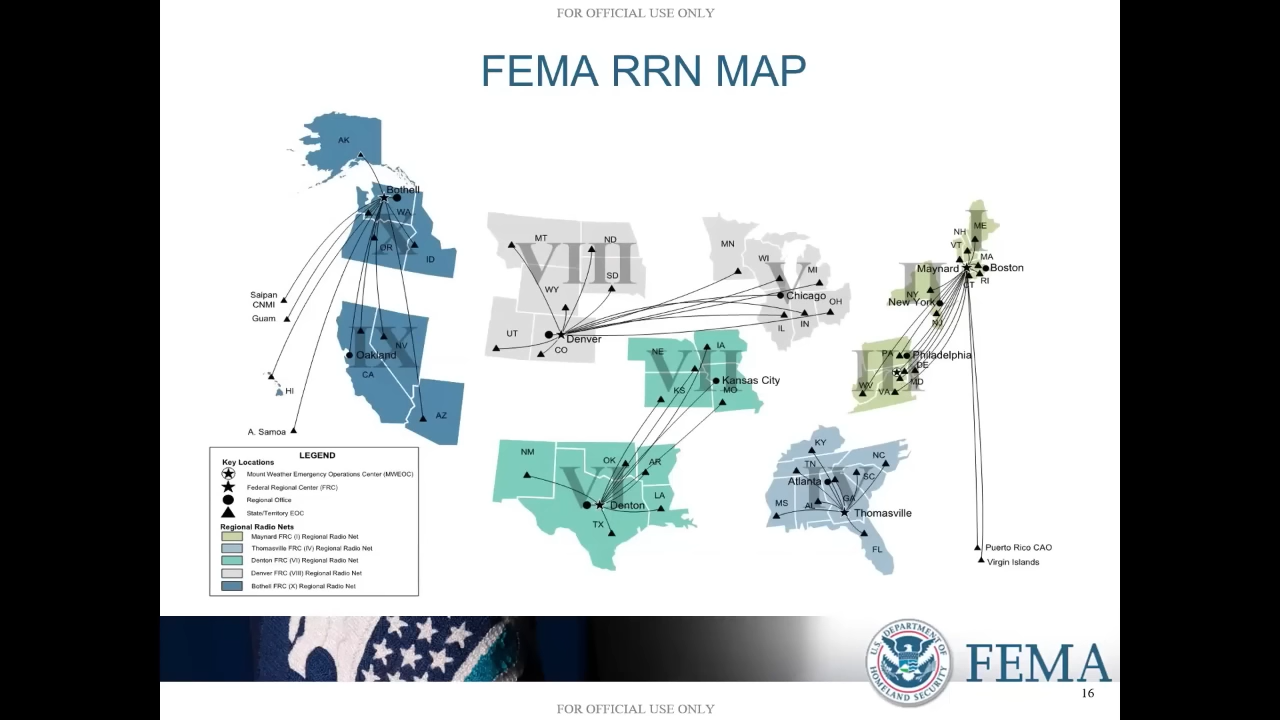 FOR OFFICIAL USE ONLY
FEMA RRN MAP
AK
Bothell
WA
X
OR
ID
Saipan
CNMI
Guam
HI
A. Samoa
IX
Oakland
NV
CA
AZ
MT
ND
VIII
SD
WY
UT
CO
Denver
MN
WI
V
MI
Chicago
OH
IL
IN
NE
IA
VII
KS
Kansas City
MO
NM
OK
AR
VI
LA
Denton
TX
KY
TN
NC
Atlanta
IV
SC
MS
AL
GA
Thomasville
FL
I
ME
NH
VT
MA
Maynard
Boston
CT
RI
II
NY
New York
NJ
III
PA
Philadelphia
DE
MD
WV
VA
Puerto Rico CAO
Virgin Islands
LEGEND
Key Locations
Mount Weather Emergency Operations Center (MWEOC)
Federal Regional Center (FRC)
Regional Office
State/Territory EOC
Regional Radio Nets
Maynard FRC (I) Regional Radio Net
Thomasville FRC (IV) Regional Radio Net
Denton FRC (VI) Regional Radio Net
Denver FRC (VIII) Regional Radio Net
Bothell FRC (X) Regional Radio Net
U.S. DEPARTMENT OF
HOMELAND SECURITY
FEMA
16
FOR OFFICIAL USE ONLY